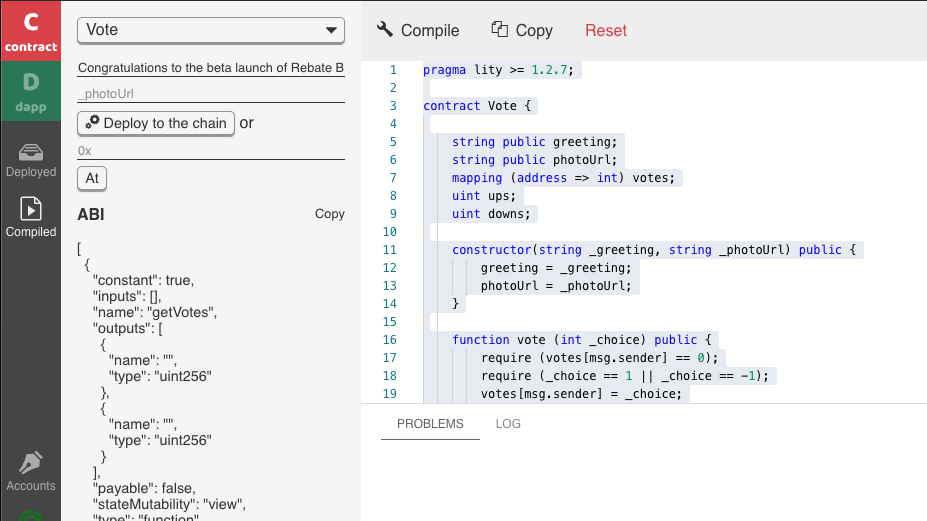 C
contract
D
dapp
Deployed
Compiled
Accounts
Vote
Congratulations to the beta launch of Rebate B
_photoUrl
Deploy to the chain or
0x
At
ABI Copy
[
{
"constant": true,
"inputs": [],
"name": "getVotes",
"outputs": [
{
"name": "",
"type": "uint256"
},
{
"name": "",
"type": "uint256"
}
],
"payable": false,
"stateMutability": "view",
"type": "function"
Compile Copy Reset
1 pragma lity >= 1.2.7;
2
3 contract Vote {
4
5 string public greeting;
6 string public photoUrl;
7 mapping (address => int) votes;
8 uint ups;
9 uint downs;
10
11 constructor(string _greeting, string _photoUrl) public {
12 greeting = _greeting;
13 photoUrl = _photoUrl;
14 }
15
16 function vote (int _choice) public {
17 require (votes[msg.sender] == 0);
18 require (_choice == 1 || _choice == -1);
19 votes[msg.sender] = _choice;
PROBLEMS LOG